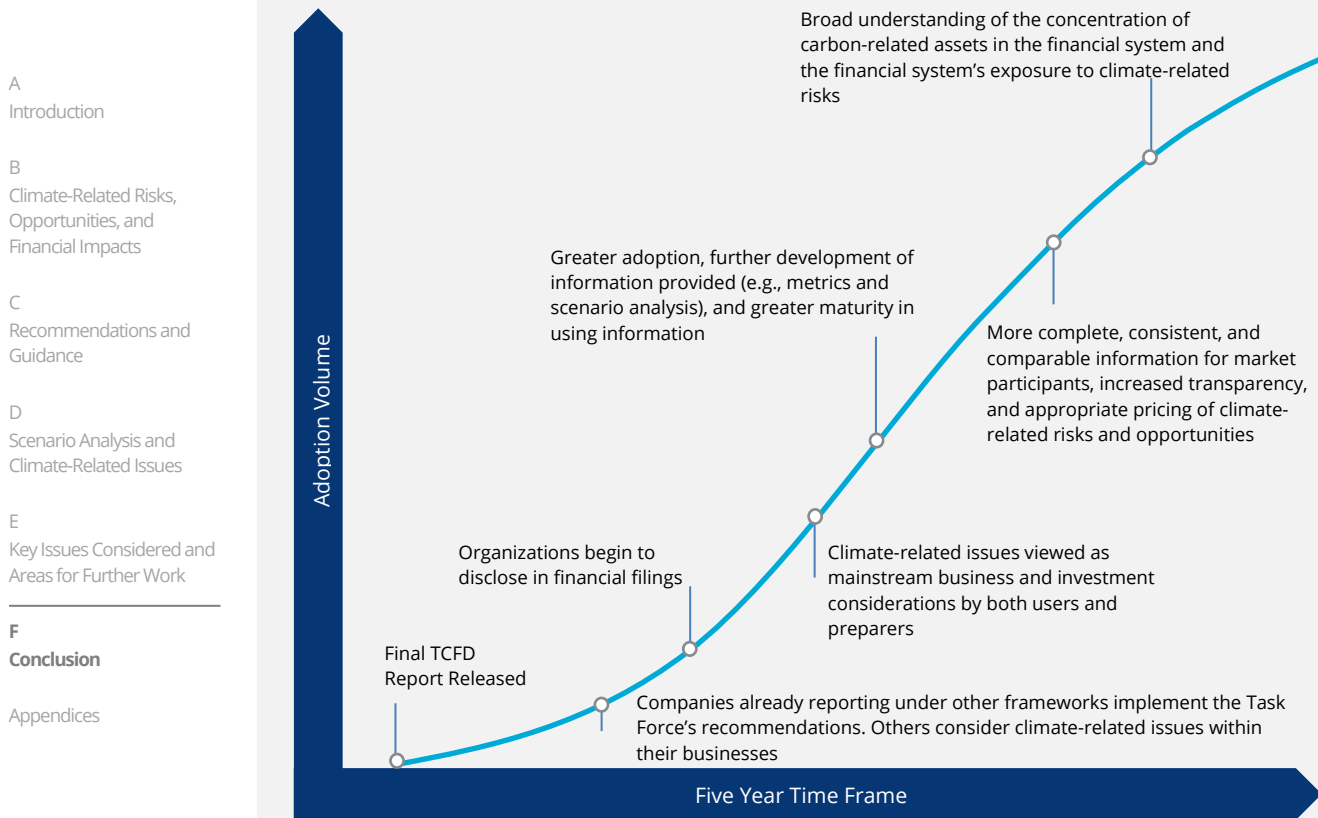 A
Introduction
B
Climate-Related Risks,
Opportunities, and
Financial Impacts
C
Recommendations and
Guidance
D
Scenario Analysis and
Climate-Related Issues
E
Key Issues Considered and
Areas for Further Work
F
Conclusion
Appendices
Adoption Volume
Broad understanding of the concentration of
carbon-related assets in the financial system and
the financial system’s exposure to climate-related
risks
Greater adoption, further development of
information provided (e.g., metrics and
scenario analysis), and greater maturity in
using information
More complete, consistent, and
comparable information for market
participants, increased transparency,
and appropriate pricing of climate-
related risks and opportunities
Organizations begin to
disclose in financial filings
Climate-related issues viewed as
mainstream business and investment
considerations by both users and
preparers
Final TCFD
Report Released
Companies already reporting under other frameworks implement the Task
Force’s recommendations. Others consider climate-related issues within
their businesses
Five Year Time Frame